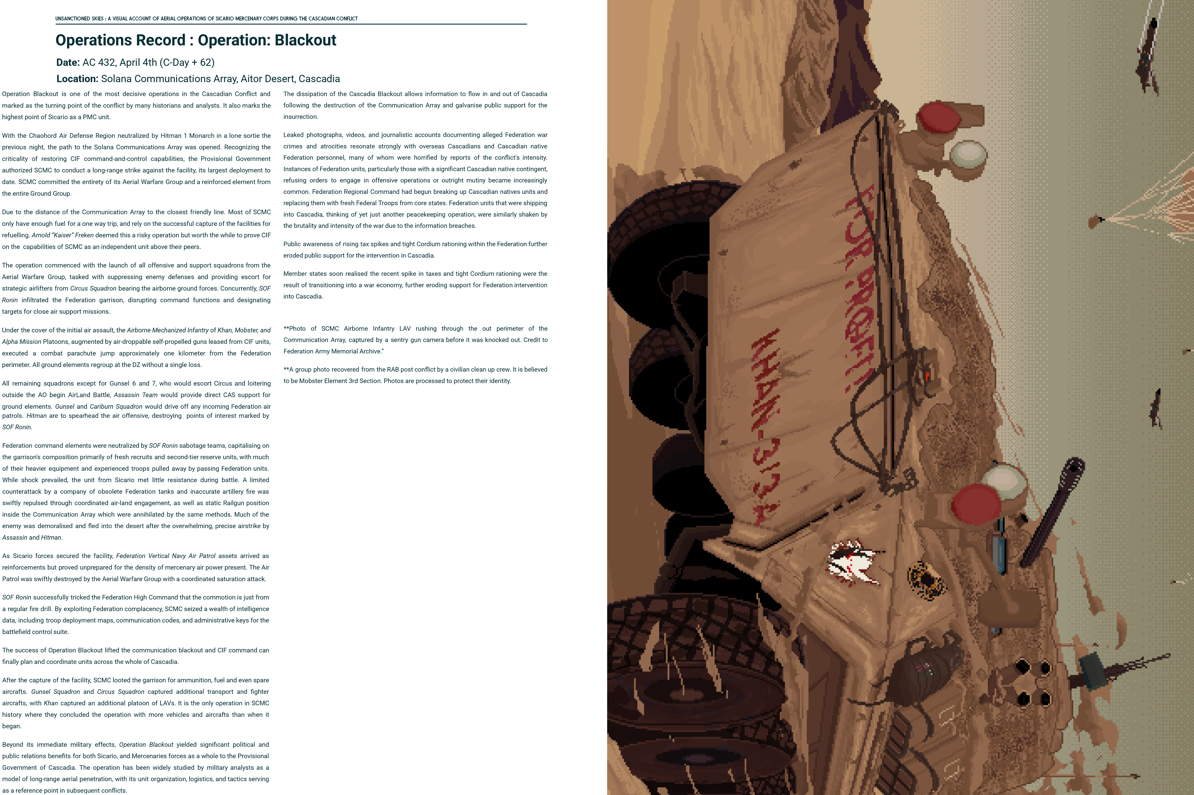 UNSANCTIONED SKIES : A VISUAL ACCOUNT OF AERIAL OPERATIONS OF SICARIO MERCENARY CORPS DURING THE CASCADIAN CONFLICT
Operations Record : Operation: Blackout
Date: AC 432, April 4th (C-Day + 62)
Location: Solana Communications Array, Aitor Desert, Cascadia
Operation Blackout is one of the most decisive operations in the Cascadian Conflict and
marked as the turning point of the conflict by many historians and analysts. It also marks the
highest point of Sicario as a PMC unit.
With the Chaohord Air Defense Region neutralized by Hitman 1 Monarch in a lone sortie the
previous night, the path to the Solana Communications Array was opened. Recognizing the
criticality of restoring CIF command-and-control capabilities, the Provisional Government
authorized SCMC to conduct a long-range strike against the facility, its largest deployment to
date. SCMC committed the entirety of its Aerial Warfare Group and a reinforced element from
the entire Ground Group.
Due to the distance of the Communication Array to the closest friendly line. Most of SCMC
only have enough fuel for a one way trip, and rely on the successful capture of the facilities for
refuelling. Arnold “Kaiser” Freken deemed this a risky operation but worth the while to prove CIF
on the capabilities of SCMC as an independent unit above their peers.
The operation commenced with the launch of all offensive and support squadrons from the
Aerial Warfare Group, tasked with suppressing enemy defenses and providing escort for
strategic airlifters from Circus Squadron bearing the airborne ground forces. Concurrently, SOF
Ronin infiltrated the Federation garrison, disrupting command functions and designating
targets for close air support missions.
Under the cover of the initial air assault, the Airborne Mechanized Infantry of Khan, Mobster, and
Alpha Mission Platoons, augmented by air-droppable self-propelled guns leased from CIF units,
executed a combat parachute jump approximately one kilometer from the Federation
perimeter. All ground elements regroup at the DZ without a single loss.
All remaining squadrons except for Gunsel 6 and 7, who would escort Circus and loitering
outside the AO begin AirLand Battle, Assassin Team would provide direct CAS support for
ground elements. Gunsel and Cariburn Squadron would drive off any incoming Federation air
patrols. Hitman are to spearhead the air offensive, destroying points of interest marked by
SOF Ronin.
Federation command elements were neutralized by SOF Ronin sabotage teams, capitalising on
the garrison's composition primarily of fresh recruits and second-tier reserve units, with much
of their heavier equipment and experienced troops pulled away by passing Federation units.
While shock prevailed, the unit from Sicario met little resistance during battle. A limited
counterattack by a company of obsolete Federation tanks and inaccurate artillery fire was
swiftly repulsed through coordinated air-land engagement, as well as static Railgun position
inside the Communication Array which were annihilated by the same methods. Much of the
enemy was demoralised and fled into the desert after the overwhelming, precise airstrike by
Assassin and Hitman.
As Sicario forces secured the facility, Federation Vertical Navy Air Patrol assets arrived as
reinforcements but proved unprepared for the density of mercenary air power present. The Air
Patrol was swiftly destroyed by the Aerial Warfare Group with a coordinated saturation attack.
SOF Ronin successfully tricked the Federation High Command that the commotion is just from
a regular fire drill. By exploiting Federation complacency, SCMC seized a wealth of intelligence
data, including troop deployment maps, communication codes, and administrative keys for the
battlefield control suite.
The success of Operation Blackout lifted the communication blackout and CIF command can
finally plan and coordinate units across the whole of Cascadia.
After the capture of the facility, SCMC looted the garrison for ammunition, fuel and even spare
aircrafts. Gunsel Squadron and Circus Squadron captured additional transport and fighter
aircrafts, with Khan captured an additional platoon of LAVs. It is the only operation in SCMC
history where they concluded the operation with more vehicles and aircrafts than when it
began.
Beyond its immediate military effects, Operation Blackout yielded significant political and
public relations benefits for both Sicario, and Mercenaries forces as a whole to the Provisional
Government of Cascadia. The operation has been widely studied by military analysts as a
model of long-range aerial penetration, with its unit organization, logistics, and tactics serving
as a reference point in subsequent conflicts.
The dissipation of the Cascadia Blackout allows information to flow in and out of Cascadia
following the destruction of the Communication Array and galvanise public support for the
insurrection.
Leaked photographs, videos, and journalistic accounts documenting alleged Federation war
crimes and atrocities resonate strongly with overseas Cascadians and Cascadian native
Federation personnel, many of whom were horrified by reports of the conflict's intensity.
Instances of Federation units, particularly those with a significant Cascadian native contingent,
refusing orders to engage in offensive operations or outright mutiny became increasingly
common. Federation Regional Command had begun breaking up Cascadian natives units and
replacing them with fresh Federal Troops from core states. Federation units that were shipping
into Cascadia, thinking of yet just another peacekeeping operation, were similarly shaken by
the brutality and intensity of the war due to the information breaches.
Public awareness of rising tax spikes and tight Cordium rationing within the Federation further
eroded public support for the intervention in Cascadia.
Member states soon realised the recent spike in taxes and tight Cordium rationing were the
result of transitioning into a war economy, further eroding support for Federation intervention
into Cascadia.
**Photo of SCMC Airborne Infantry LAV rushing through the out perimeter of the
Communication Array, captured by a sentry gun camera before it was knocked out. Credit to
Federation Army Memorial Archive."
**A group photo recovered from the RAB post conflict by a civilian clean up crew. It is believed
to be Mobster Element 3rd Section. Photos are processed to protect their identity.
FOR PROFIT!
KHAN-313A